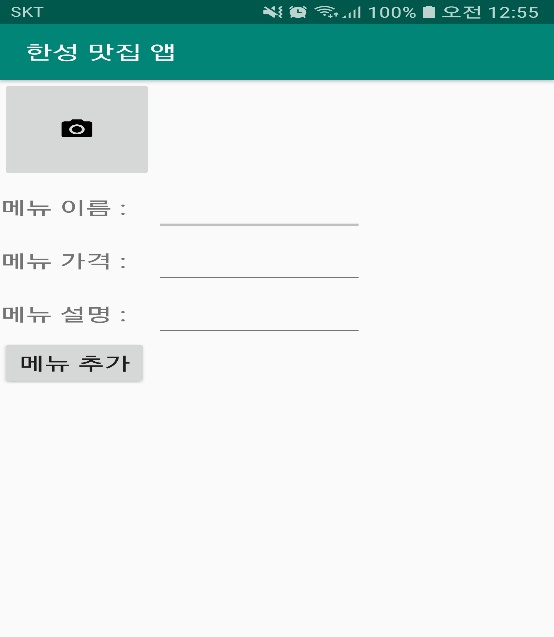 SKT 100% 오전 12:55
한성 맛집 앱
메뉴 이름 :
메뉴 가격 :
메뉴 설명 :
메뉴 추가